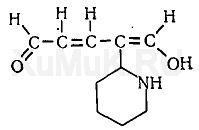 H H H H
C C C C C C
O OH
NH
XuMuK.RU